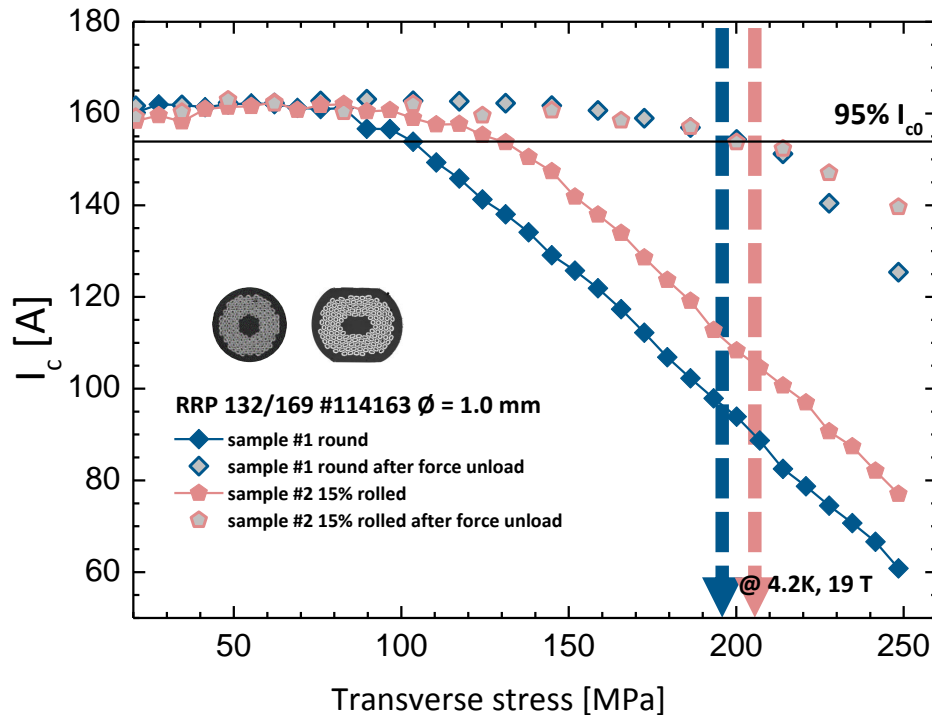 180
160
140
120
100
80
60
I_c [A]
95% I_c0
RRP 132/169 #114163 Ø = 1.0 mm
sample #1 round
sample #1 round after force unload
sample #2 15% rolled
sample #2 15% rolled after force unload
@ 4.2K, 19 T
50 100 150 200 250
Transverse stress [MPa]